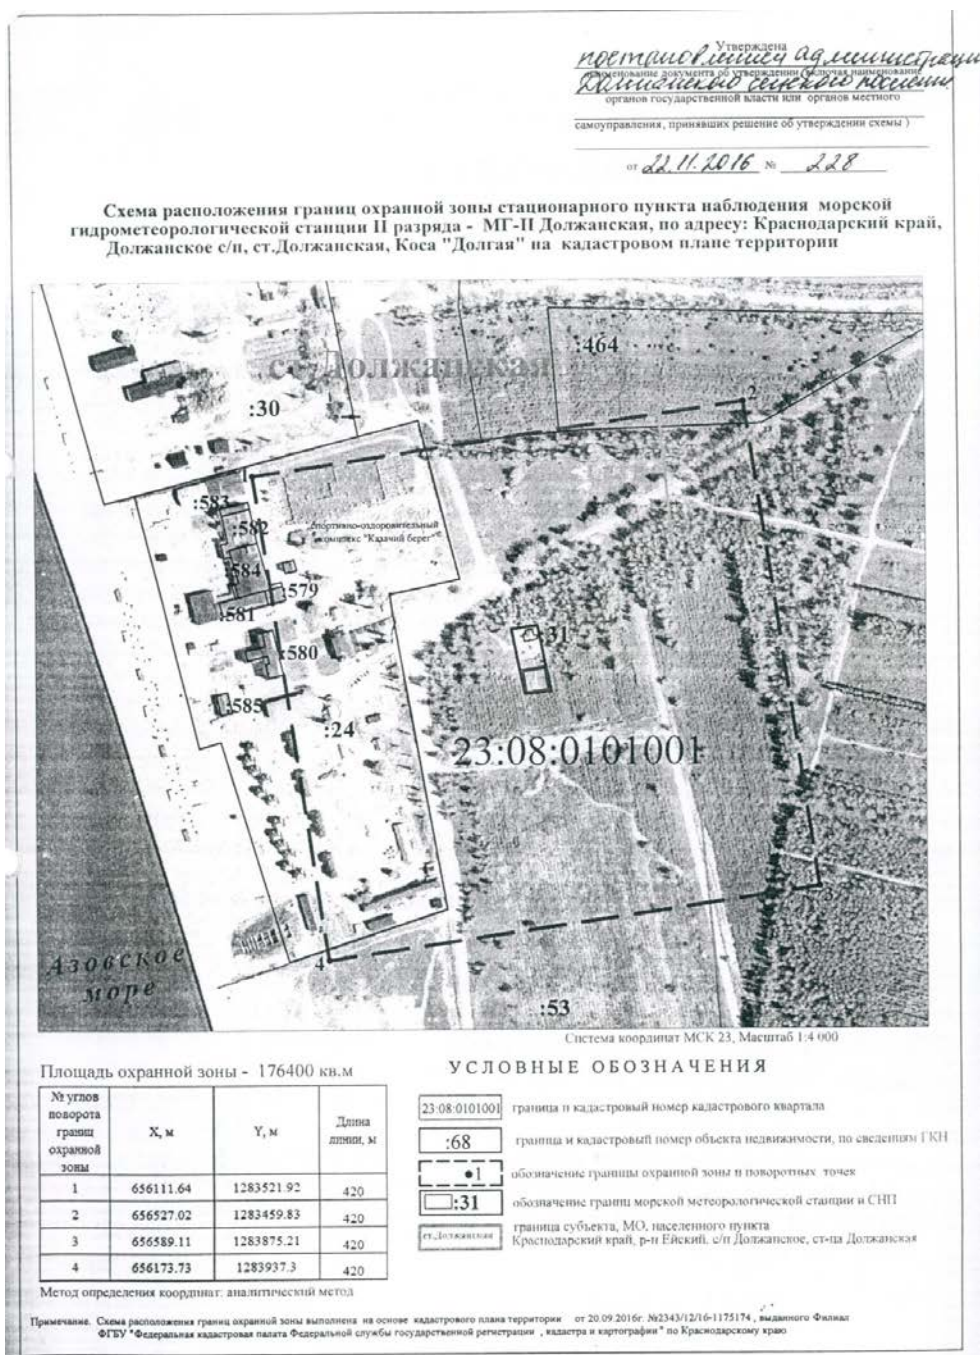 Утверждена
постановлением администрации
наименование документа об утверждении (включая наименование
Должанского сельского поселения
органов государственной власти или органов местного
самоуправления, принявших решение об утверждении схемы )
от 22.11.2016 № 228
Схема расположения границ охранной зоны стационарного пункта наблюдения морской
гидрометеорологической станции II разряда - МГ-II Должанская, по адресу: Краснодарский край,
Должанское с/п, ст.Должанская, Коса "Долгая" на кадастровом плане территории
:464
ст.Должанская
2
:30
:583
:582
спортивно-оздоровительный
комплекс "Казачий берег"
:584
:579
:581
:31
:580
:585
:24
23:08:0101001
4
Азовское
море
:53
Система координат МСК 23, Масштаб 1:4 000
Площадь охранной зоны - 176400 кв.м
№ углов поворота границ охранной зоны X, м Y, м Длина линии, м
1 656111.64 1283521.92 420
2 656527.02 1283459.83 420
3 656589.11 1283875.21 420
4 656173.73 1283937.3 420
Метод определения координат: аналитический метод
УСЛОВНЫЕ ОБОЗНАЧЕНИЯ
23:08:0101001 граница и кадастровый номер кадастрового квартала
:68 граница и кадастровый номер объекта недвижимости, по сведениям ГКН
1 обозначение границы охранной зоны и поворотных точек
:31 обозначение границ морской метеорологической станции и СНП
ст.Должанская граница субъекта, МО, населенного пункта
Краснодарский край, р-н Ейский, с/п Должанское, ст-ца Должанская
Примечание. Схема расположения границ охранной зоны выполнена на основе кадастрового плана территории от 20.09.2016г. №2343/12/16-1175174 , выданного Филиал
ФГБУ "Федеральная кадастровая палата Федеральной службы государственной регистрации , кадастра и картографии " по Краснодарскому краю